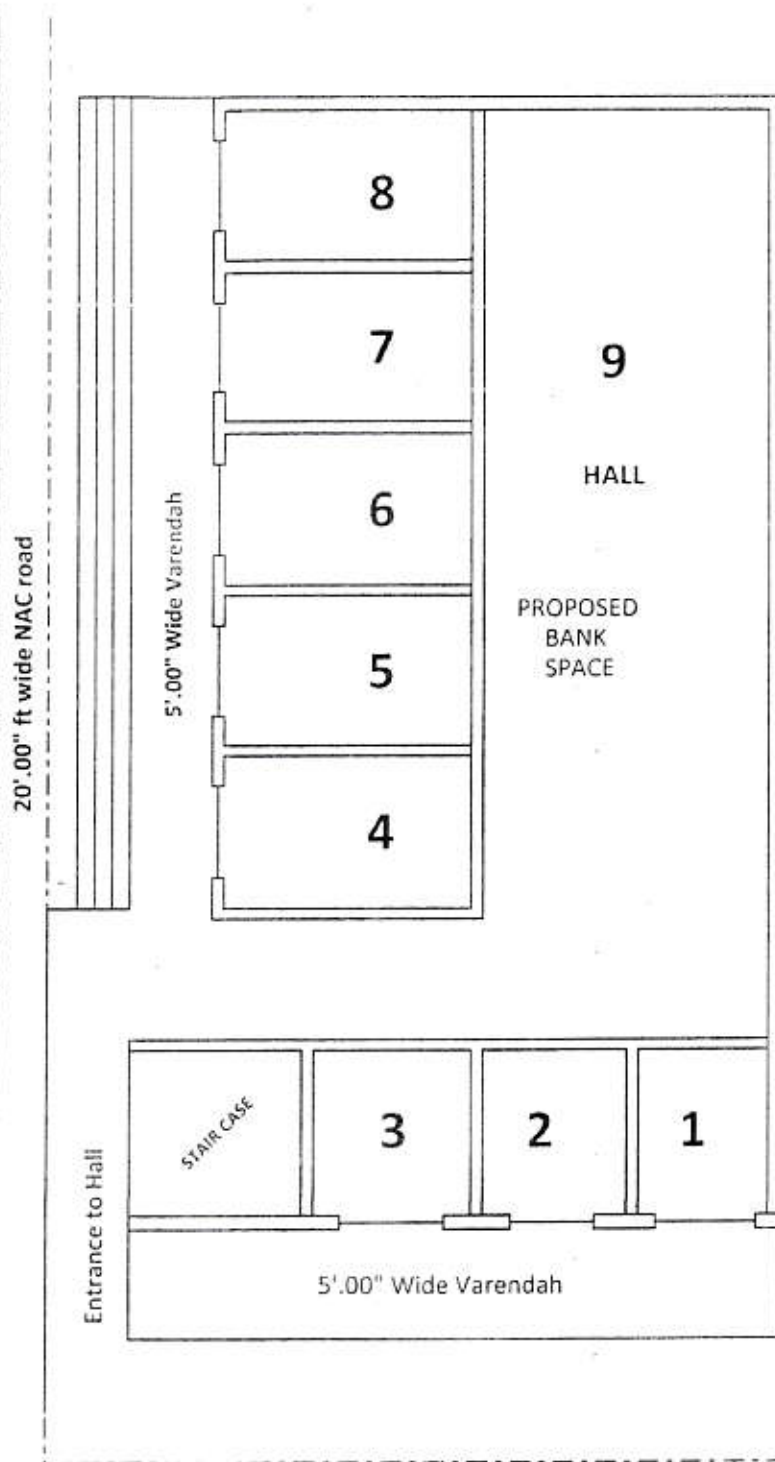 8
7
9
HALL
6
5'.00" Wide Varendah
20'.00" ft wide NAC road
PROPOSED
BANK
SPACE
5
4
STAIR CASE
3
2
1
Entrance to Hall
5'.00" Wide Varendah